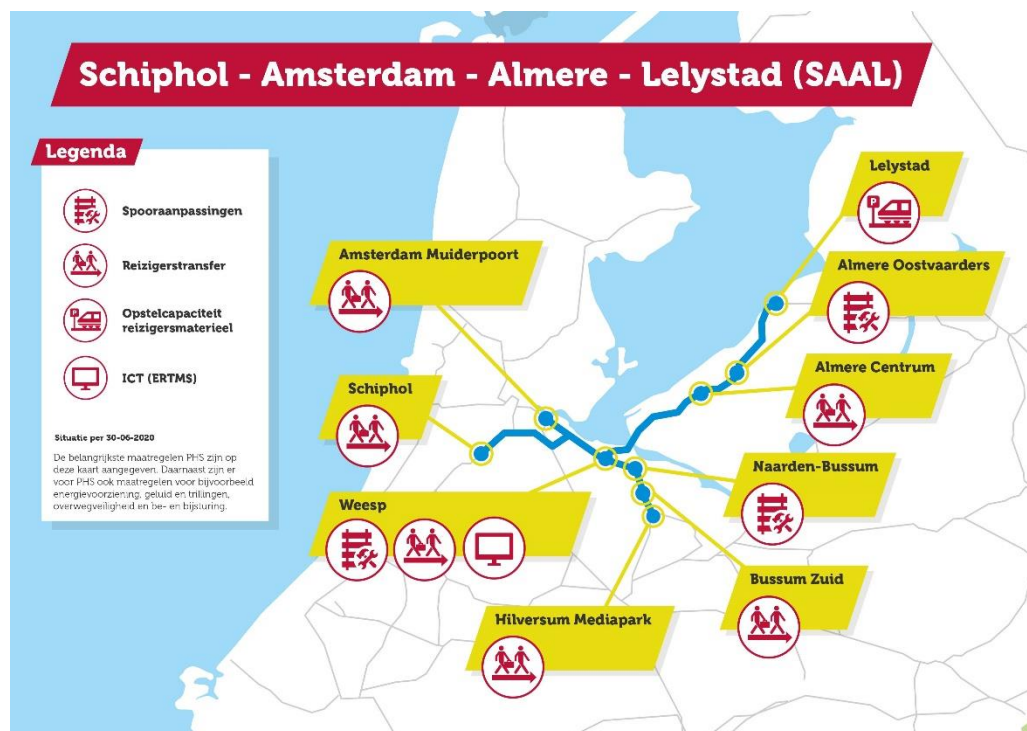 Schiphol - Amsterdam - Almere - Lelystad (SAAL)
Legenda
Spooraanpassingen
Reizigerstransfer
Opstelcapaciteit
reizigersmaterieel
ICT (ERTMS)
Situatie per 30-06-2020
De belangrijkste maatregelen PHS zijn op
deze kaart aangegeven. Daarnaast zijn er
voor PHS ook maatregelen voor bijvoorbeeld
energievoorziening, geluid en trillingen,
overwegveiligheid en be- en bijsturing.
Lelystad
P
Amsterdam Muiderpoort
Almere Oostvaarders
Almere Centrum
Schiphol
Naarden-Bussum
Weesp
Bussum Zuid
Hilversum Mediapark